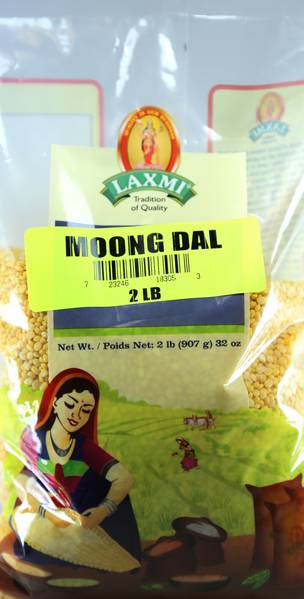 LAXMI
Tradition
of Quality
MOONG DAL
7 23246 18305 3
2 LB
Net Wt. / Poids Net: 2 lb (907 g) 32 oz